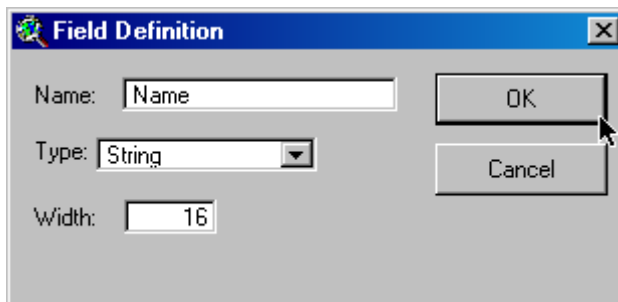 Field Definition
Name: Name
OK
Type: String
Cancel
Width: 16